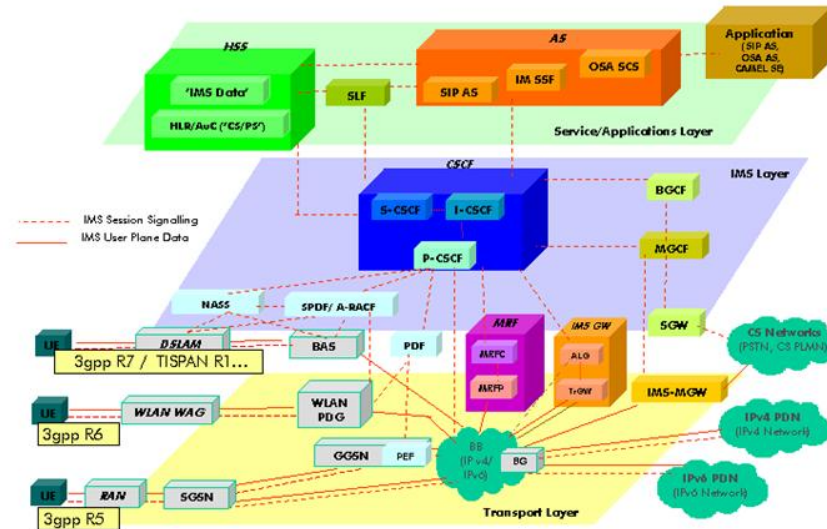 HSS
'IMS Data'
HLR/AuC ('CS/PS')
SLF
AS
SIP AS
IM SSF
OSA SCS
Application
(SIP AS,
OSA AS,
CAMEL SE)
Service/Applications Layer
CSCF
S-CSCF
I-CSCF
P-CSCF
IMS Layer
BGCF
MGCF
SGW
IMS Session Signalling
IMS User Plane Data
NASS
SPDF/ A-RACF
UE
DSLAM
BAS
PDF
3gpp R7 / TISPAN R1...
MRF
MRFC
MRFP
IMS GW
ALG
TrGW
CS Networks
(PSTN, CS PLMN)
IMS-MGW
UE
WLAN WAG
WLAN
PDG
3gpp R6
GGSN
PEF
BB
(IP v4/
IPv6)
BG
IPv4 PDN
(IPv4 Network)
IPv6 PDN
(IPv6 Network)
UE
RAN
SGSN
3gpp R5
Transport Layer